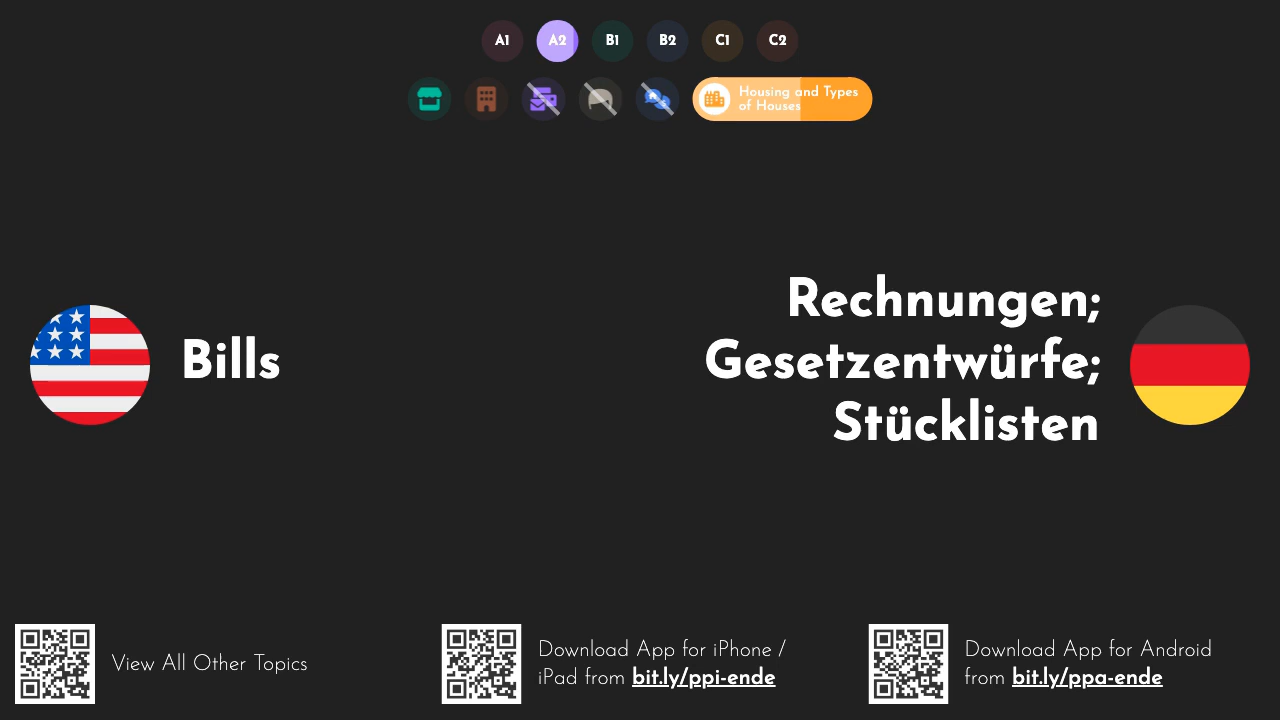 A1 A2 B1 B2 C1 C2
Housing and Types
of Houses
Bills
Rechnungen;
Gesetzentwürfe;
Stücklisten
View All Other Topics
Download App for iPhone /
iPad from bit.ly/ppi-ende
Download App for Android
from bit.ly/ppa-ende